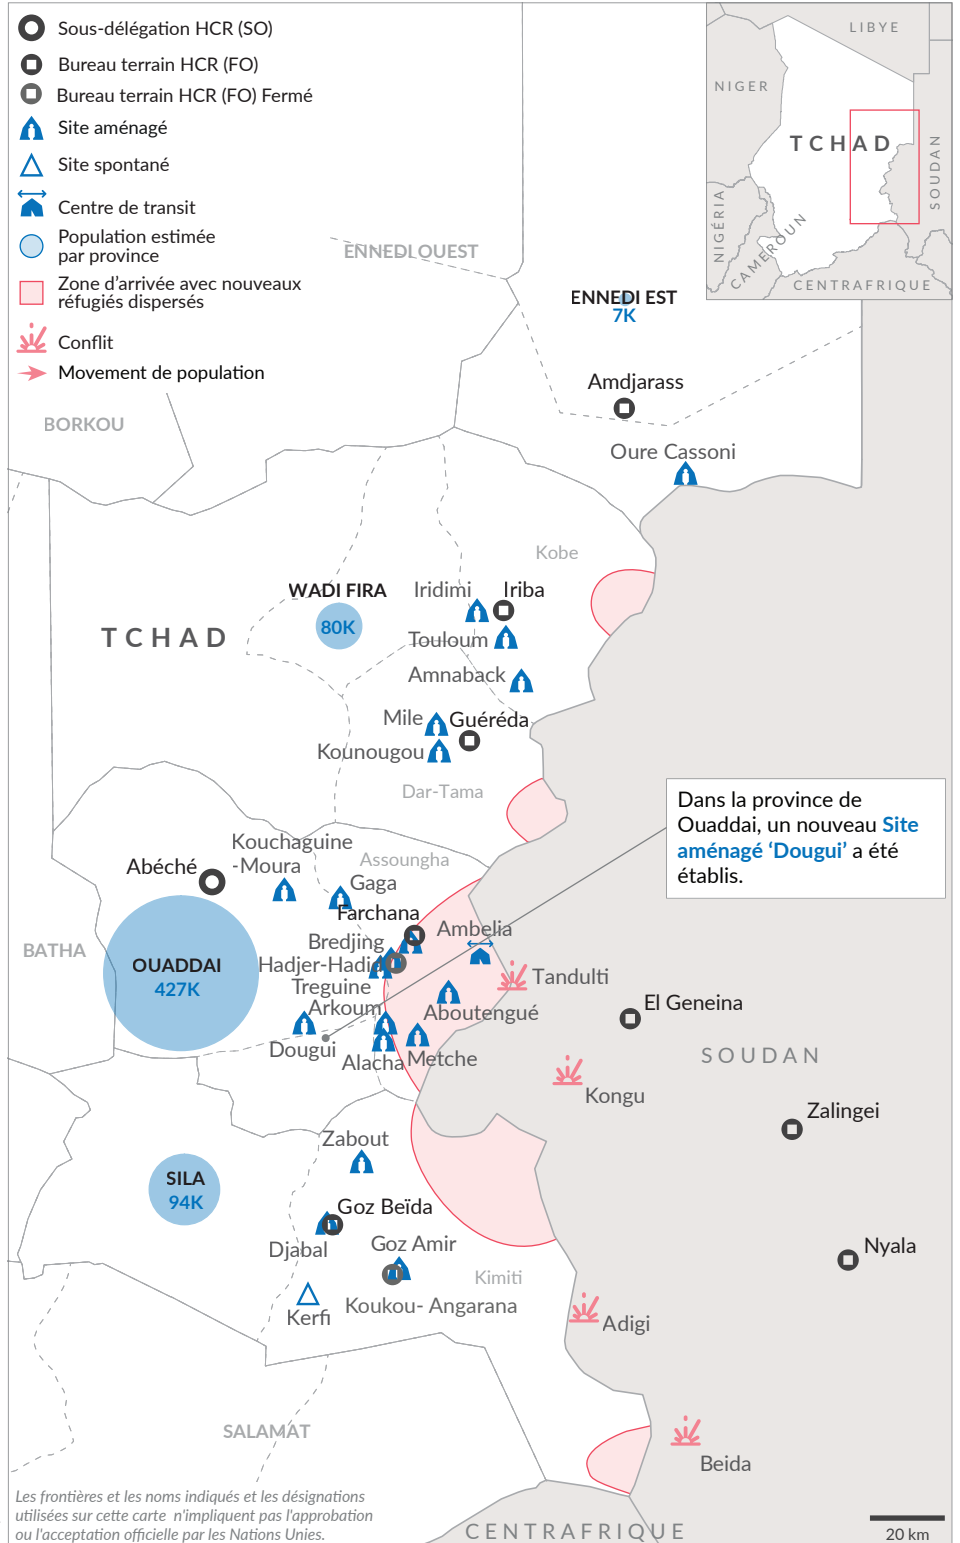 Sous-délégation HCR (SO)
Bureau terrain HCR (FO)
Bureau terrain HCR (FO) Fermé
Site aménagé
Site spontané
Centre de transit
Population estimée
par province
Zone d'arrivée avec nouveaux
réfugiés dispersés
Conflit
Movement de population
LIBYE
NIGER
TCHAD
SOUDAN
NIGÉRIA
CAMEROUN
CENTRAFRIQUE
ENNEDI OUEST
ENNEDI EST
7K
Amdjarass
BORKOU
Oure Cassoni
Kobe
WADI FIRA
80K
Iridimi
Iriba
TCHAD
Touloum
Amnaback
Mile
Guéréda
Kounougou
Dar-Tama
Dans la province de
Ouaddai, un nouveau Site
aménagé 'Dougui' a été
établis.
Kouchaguine
-Moura
Assoungha
Abéché
Gaga
Farchana
Ambelia
BATHA
Bredjing
OUADDAI
427K
Hadjer-Hadid
Tandulti
Treguine
Arkoum
Aboutengué
El Geneina
Dougui
Alacha
Metche
SOUDAN
Kongu
Zalingei
Zabout
SILA
94K
Goz Beïda
Djabal
Goz Amir
Nyala
Kimiti
Koukou- Angarana
Kerfi
Adigi
SALAMAT
Beida
Les frontières et les noms indiqués et les désignations
utilisées sur cette carte n'impliquent pas l'approbation
ou l'acceptation officielle par les Nations Unies.
CENTRAFRIQUE
20 km